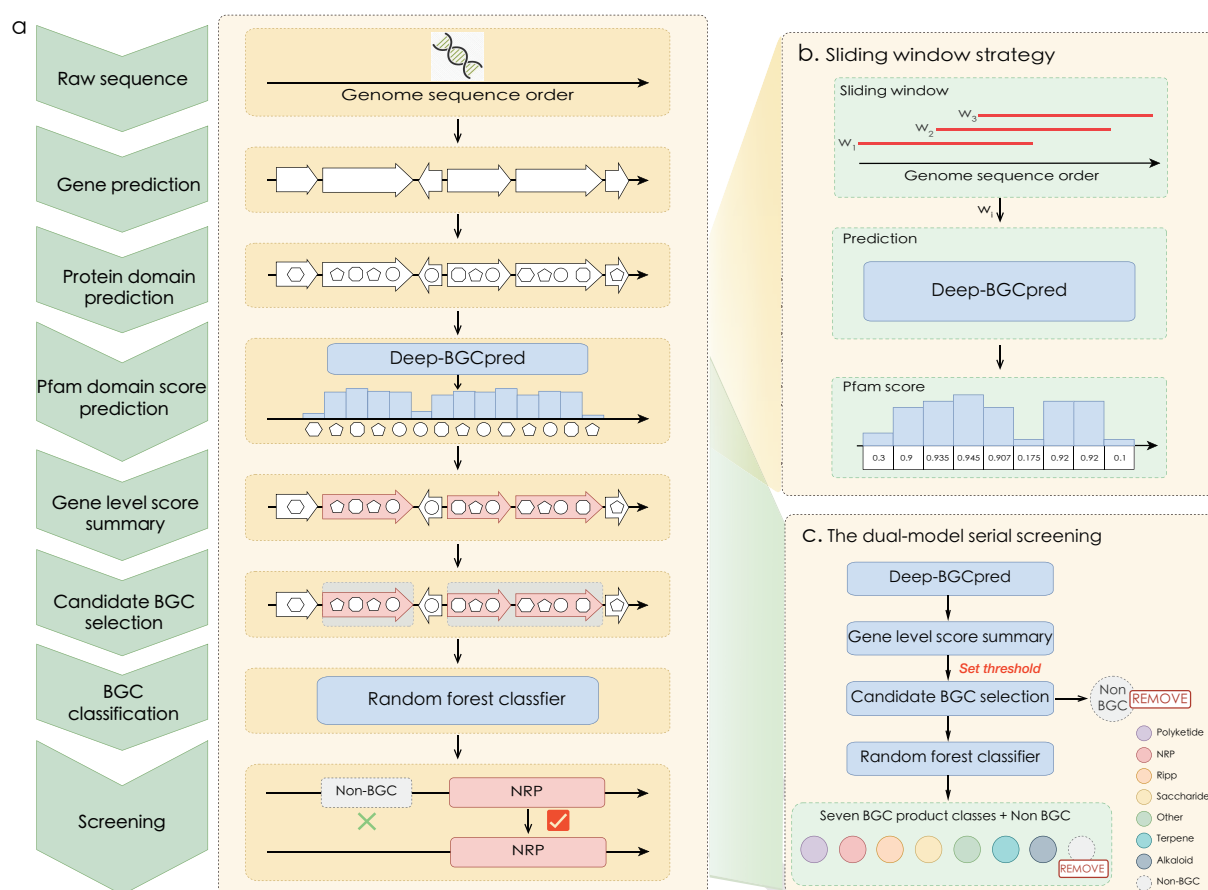 a
Raw sequence
Gene prediction
Protein domain
prediction
Pfam domain score
prediction
Gene level score
summary
Candidate BGC
selection
BGC
classification
Screening
Genome sequence order
Deep-BGCpred
Random forest classfier
Non-BGC
NRP
NRP
b. Sliding window strategy
Sliding window
w3
w2
w1
Genome sequence order
wi
Prediction
Deep-BGCpred
Pfam score
0.3 0.9 0.935 0.945 0.907 0.175 0.92 0.92 0.1
c. The dual-model serial screening
Deep-BGCpred
Gene level score summary
Set threshold
Candidate BGC selection
Non
BGC
REMOVE
Random forest classifier
Seven BGC product classes + Non BGC
REMOVE
Polyketide
NRP
Ripp
Saccharide
Other
Terpene
Alkaloid
Non-BGC